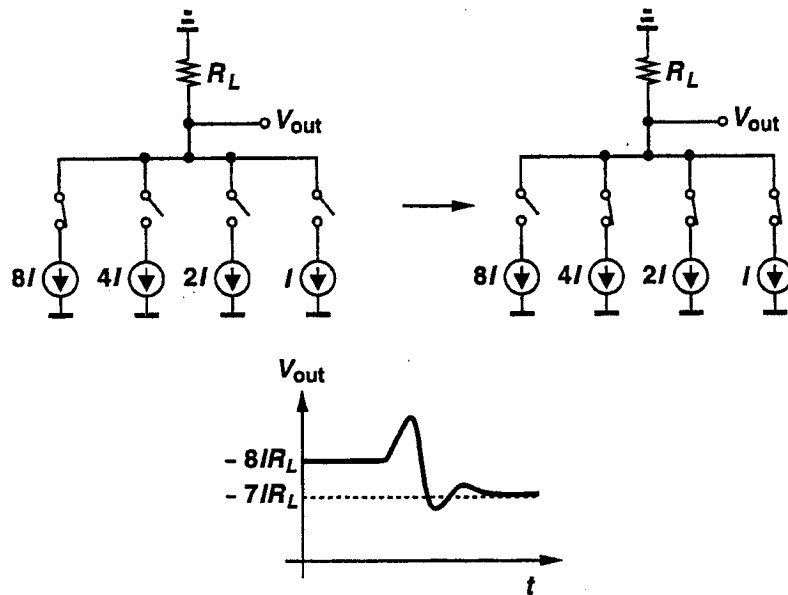 R_L R_L
V_out V_out
8I 4I 2I I 8I 4I 2I I
V_out
– 8IR_L
– 7IR_L
t